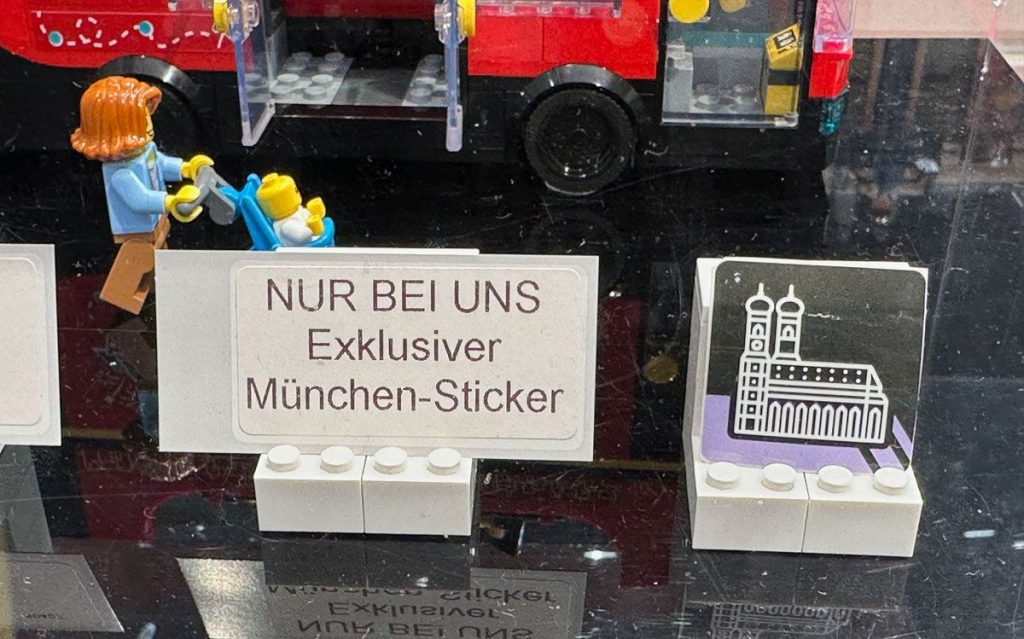 NUR BEI UNS
Exklusiver
München-Sticker